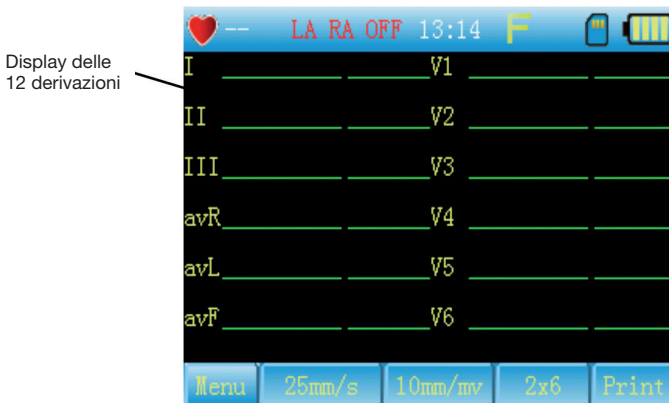 -- LA RA OFF 13:14 F
Display delle
12 derivazioni
I V1
II V2
III V3
avR V4
avL V5
avF V6
Menu 25mm/s 10mm/mv 2x6 Print